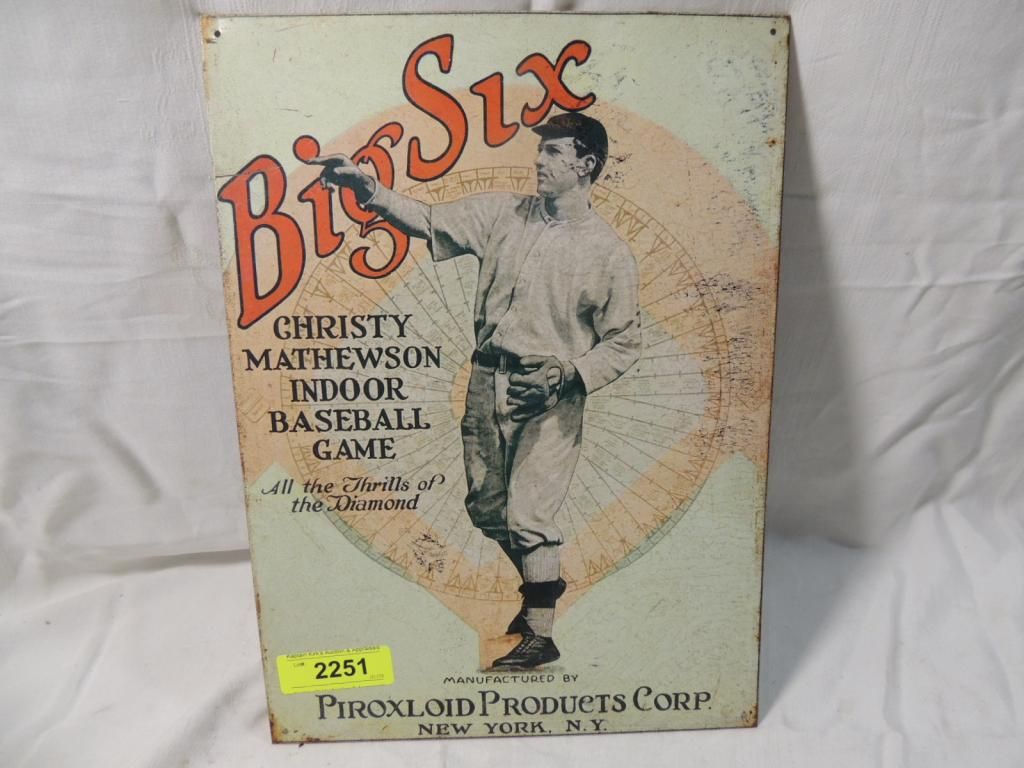 Big Six
CHRISTY
MATHEWSON
INDOOR
BASEBALL
GAME
All the Thrills of
the Diamond
Lot
2251
MANUFACTURED BY
PIROXLOID PRODUCTS CORP.
NEW YORK, N.Y.